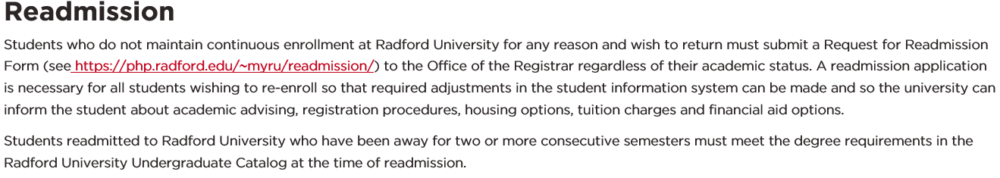 Readmission
Students who do not maintain continuous enrollment at Radford University for any reason and wish to return must submit a Request for Readmission
Form (see https://php.radford.edu/~myru/readmission/) to the Office of the Registrar regardless of their academic status. A readmission application
is necessary for all students wishing to re-enroll so that required adjustments in the student information system can be made and so the university can
inform the student about academic advising, registration procedures, housing options, tuition charges and financial aid options.
Students readmitted to Radford University who have been away for two or more consecutive semesters must meet the degree requirements in the
Radford University Undergraduate Catalog at the time of readmission.